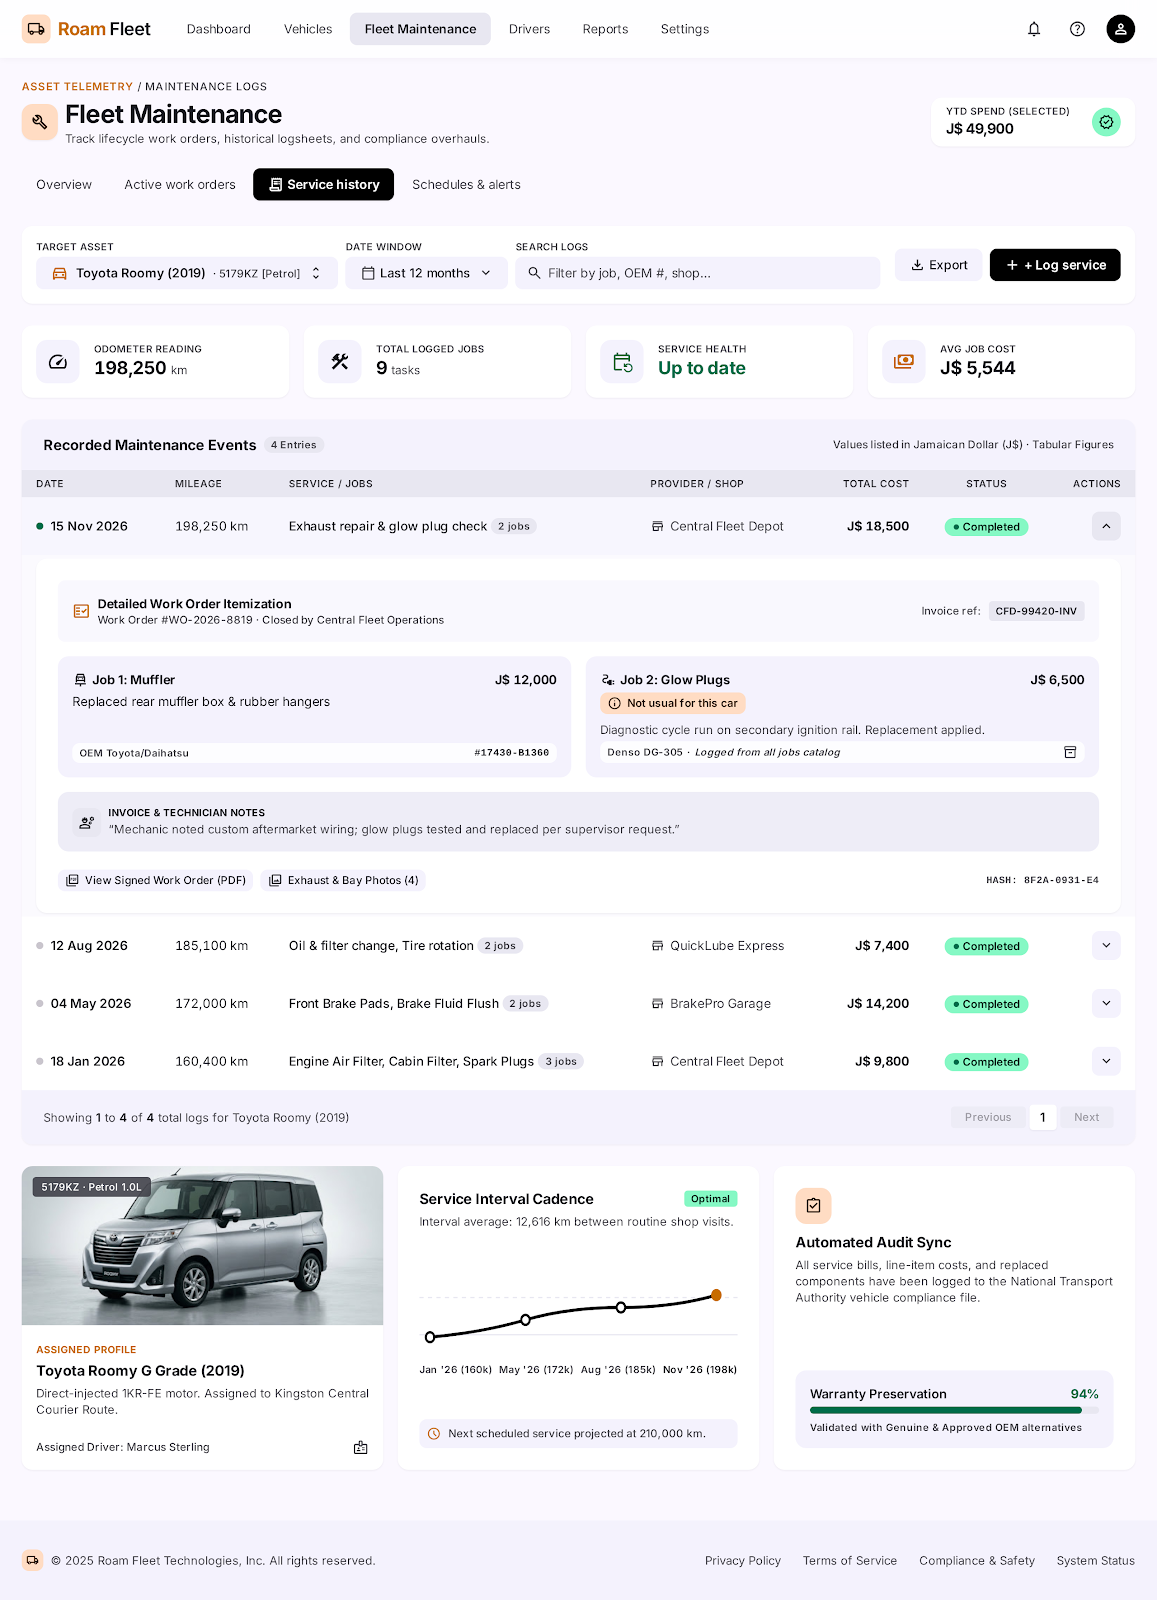 Roam Fleet
Dashboard
Vehicles
Fleet Maintenance
Drivers
Reports
Settings
ASSET TELEMETRY / MAINTENANCE LOGS
Fleet Maintenance
Track lifecycle work orders, historical logsheets, and compliance overhauls.
YTD SPEND (SELECTED)
J$ 49,900
Overview
Active work orders
Service history
Schedules & alerts
TARGET ASSET
Toyota Roomy (2019) · 5179KZ [Petrol]
DATE WINDOW
Last 12 months
SEARCH LOGS
Filter by job, OEM #, shop...
Export
+ Log service
ODOMETER READING
198,250 km
TOTAL LOGGED JOBS
9 tasks
SERVICE HEALTH
Up to date
AVG JOB COST
J$ 5,544
Recorded Maintenance Events 4 Entries
Values listed in Jamaican Dollar (J$) · Tabular Figures
DATE MILEAGE SERVICE / JOBS PROVIDER / SHOP TOTAL COST STATUS ACTIONS
15 Nov 2026 198,250 km Exhaust repair & glow plug check 2 jobs Central Fleet Depot J$ 18,500 Completed
Detailed Work Order Itemization
Work Order #WO-2026-8819 · Closed by Central Fleet Operations
Invoice ref: CFD-99420-INV
Job 1: Muffler J$ 12,000
Replaced rear muffler box & rubber hangers
OEM Toyota/Daihatsu #17430-B1360
Job 2: Glow Plugs J$ 6,500
Not usual for this car
Diagnostic cycle run on secondary ignition rail. Replacement applied.
Denso DG-305 · Logged from all jobs catalog
INVOICE & TECHNICIAN NOTES
“Mechanic noted custom aftermarket wiring; glow plugs tested and replaced per supervisor request.”
View Signed Work Order (PDF)
Exhaust & Bay Photos (4)
HASH: 8F2A-0931-E4
12 Aug 2026 185,100 km Oil & filter change, Tire rotation 2 jobs QuickLube Express J$ 7,400 Completed
04 May 2026 172,000 km Front Brake Pads, Brake Fluid Flush 2 jobs BrakePro Garage J$ 14,200 Completed
18 Jan 2026 160,400 km Engine Air Filter, Cabin Filter, Spark Plugs 3 jobs Central Fleet Depot J$ 9,800 Completed
Showing 1 to 4 of 4 total logs for Toyota Roomy (2019)
Previous 1 Next
5179KZ · Petrol 1.0L
ASSIGNED PROFILE
Toyota Roomy G Grade (2019)
Direct-injected 1KR-FE motor. Assigned to Kingston Central
Courier Route.
Assigned Driver: Marcus Sterling
Service Interval Cadence Optimal
Interval average: 12,616 km between routine shop visits.
Jan '26 (160k) May '26 (172k) Aug '26 (185k) Nov '26 (198k)
Next scheduled service projected at 210,000 km.
Automated Audit Sync
All service bills, line-item costs, and replaced
components have been logged to the National Transport
Authority vehicle compliance file.
Warranty Preservation 94%
Validated with Genuine & Approved OEM alternatives
© 2025 Roam Fleet Technologies, Inc. All rights reserved.
Privacy Policy
Terms of Service
Compliance & Safety
System Status